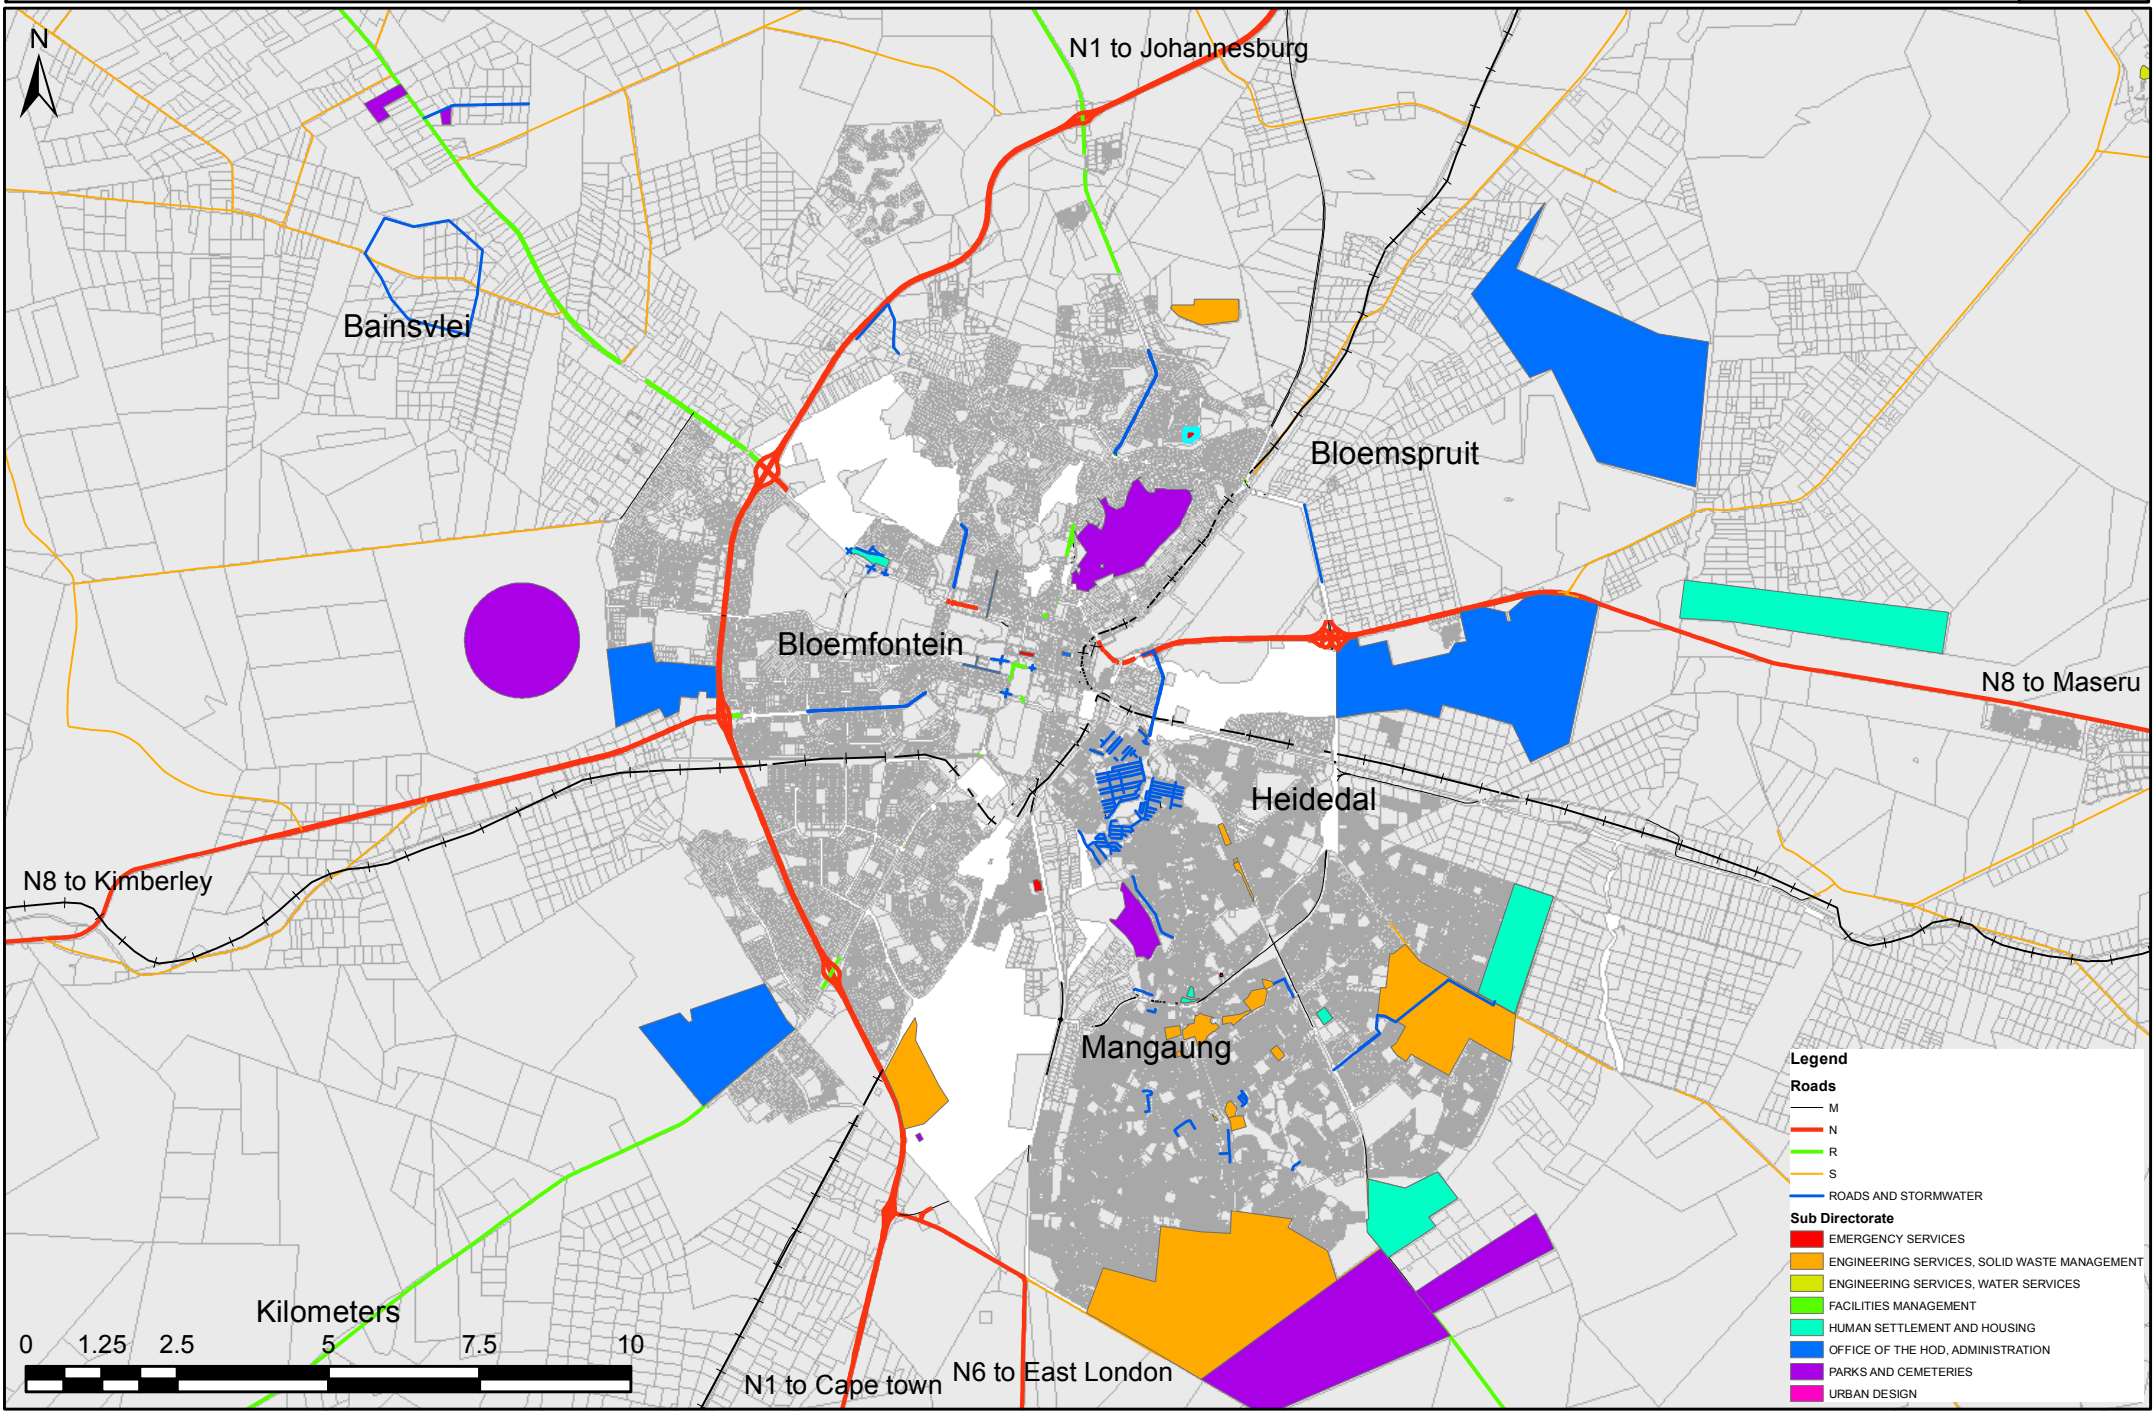 N
N1 to Johannesburg
Bainsvlei
Bloemspruit
Bloemfontein
N8 to Maseru
Heidedal
N8 to Kimberley
Mangaung
Kilometers
0 1.25 2.5 5 7.5 10
N1 to Cape town
N6 to East London
Legend
Roads
M
N
R
S
ROADS AND STORMWATER
Sub Directorate
EMERGENCY SERVICES
ENGINEERING SERVICES, SOLID WASTE MANAGEMENT
ENGINEERING SERVICES, WATER SERVICES
FACILITIES MANAGEMENT
HUMAN SETTLEMENT AND HOUSING
OFFICE OF THE HOD, ADMINISTRATION
PARKS AND CEMETERIES
URBAN DESIGN